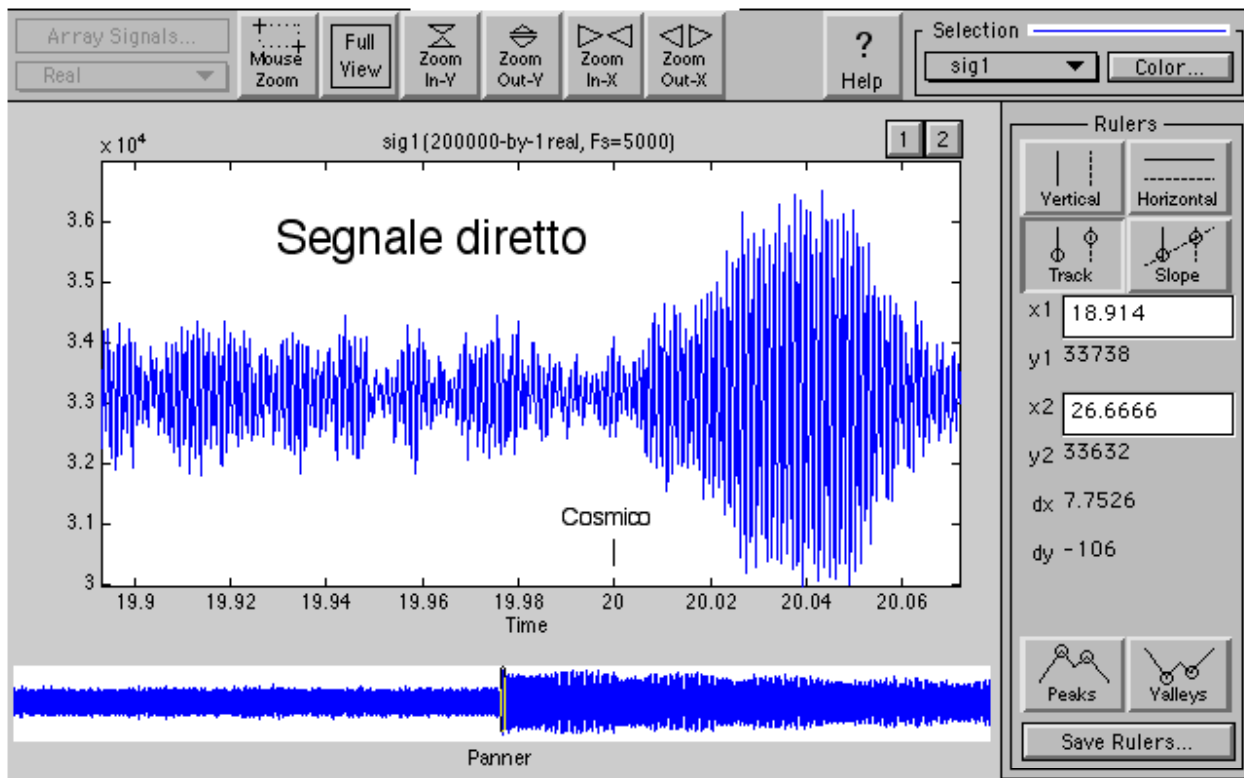 Array Signals...
Real
Mouse Zoom
Full View
Zoom In-Y
Zoom Out-Y
Zoom In-X
Zoom Out-X
? Help
Selection
sig1
Color...
x 10⁴
sig1 (200000-by-1 real, Fs=5000)
1 2
Segnale diretto
Cosmico
3.6
3.5
3.4
3.3
3.2
3.1
3
19.9 19.92 19.94 19.96 19.98 20 20.02 20.04 20.06
Time
Panner
Rulers
Vertical Horizontal
Track Slope
x1 18.914
y1 33738
x2 26.6666
y2 33632
dx 7.7526
dy -106
Peaks Valleys
Save Rulers...